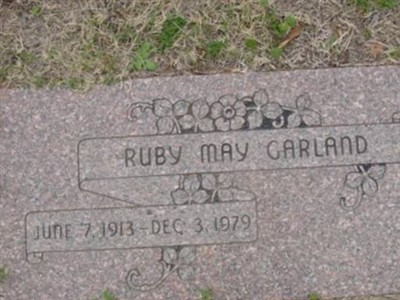 RUBY MAY GARLAND
JUNE 7, 1913 - DEC. 3, 1979